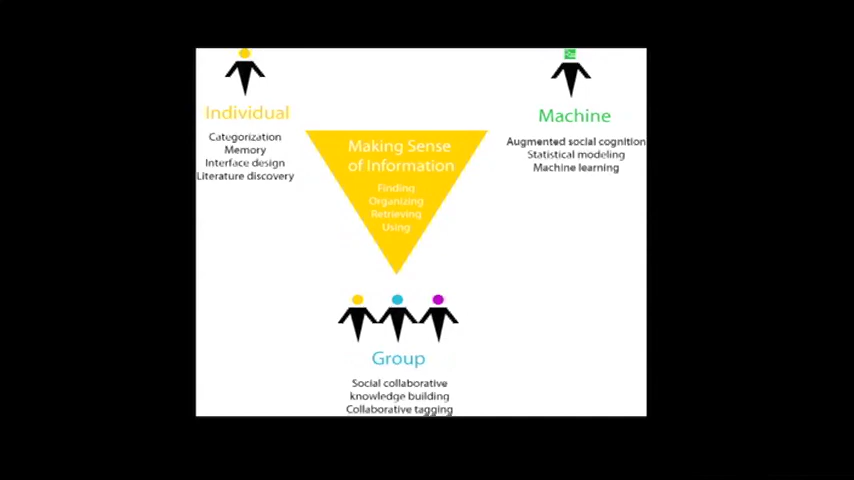 Individual
Categorization
Memory
Interface design
Literature discovery
Machine
Augmented social cognition
Statistical modeling
Machine learning
Making Sense
of Information
Finding
Organizing
Retrieving
Using
Group
Social collaborative
knowledge building
Collaborative tagging